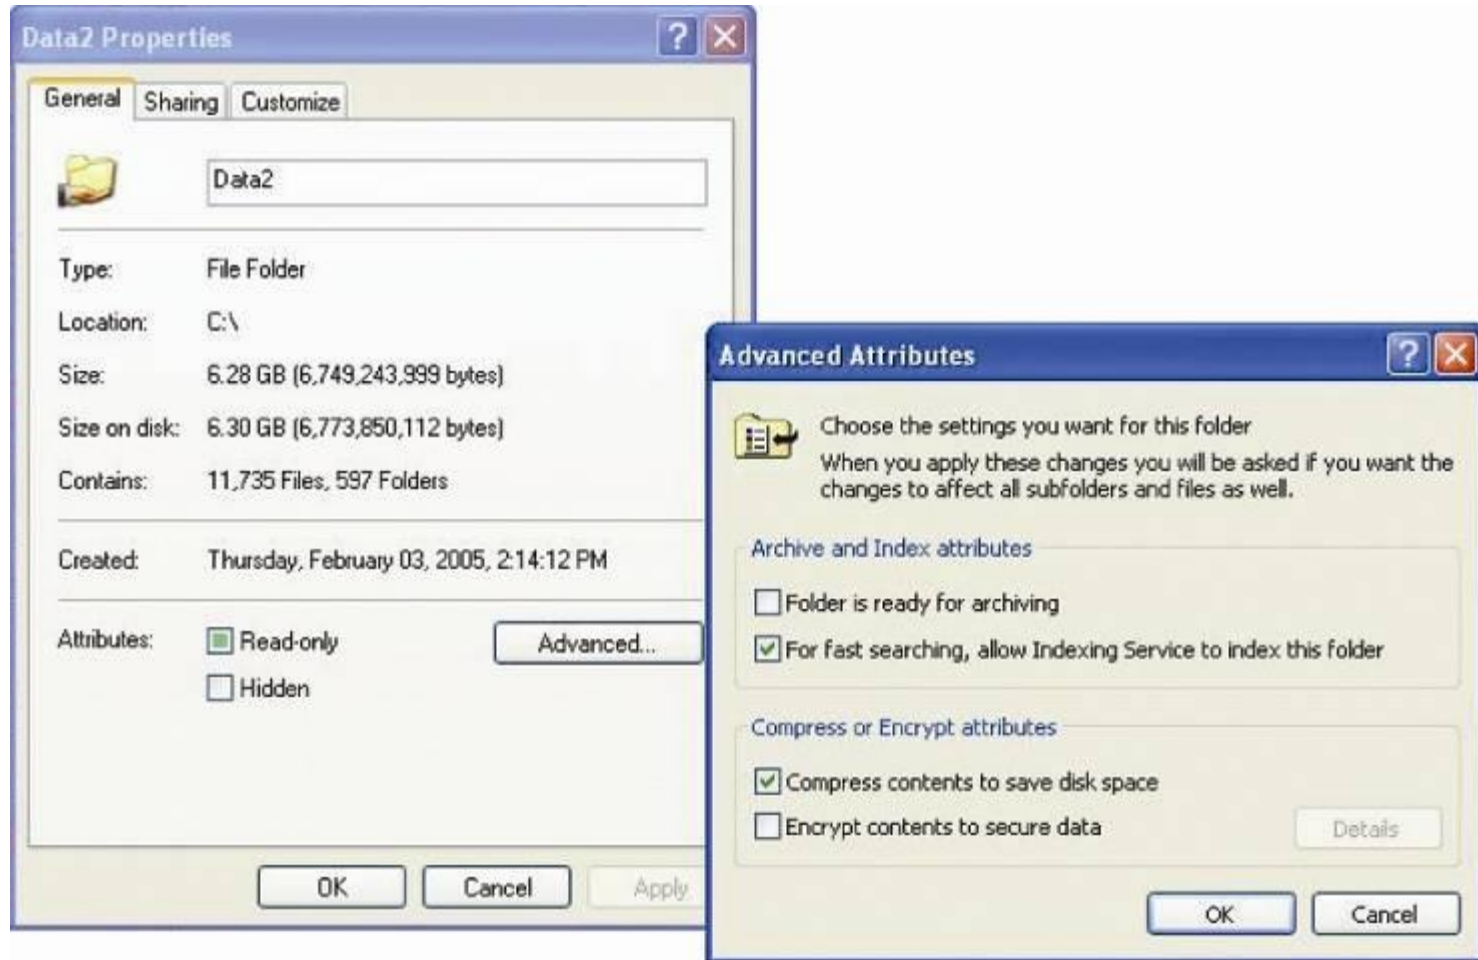 Data2 Properties
General Sharing Customize
Data2
Type: File Folder
Location: C:\
Size: 6.28 GB (6,749,243,999 bytes)
Size on disk: 6.30 GB (6,773,850,112 bytes)
Contains: 11,735 Files, 597 Folders
Created: Thursday, February 03, 2005, 2:14:12 PM
Attributes: Read-only Advanced...
Hidden
OK Cancel Apply
Advanced Attributes
Choose the settings you want for this folder
When you apply these changes you will be asked if you want the
changes to affect all subfolders and files as well.
Archive and Index attributes
Folder is ready for archiving
For fast searching, allow Indexing Service to index this folder
Compress or Encrypt attributes
Compress contents to save disk space
Encrypt contents to secure data Details
OK Cancel